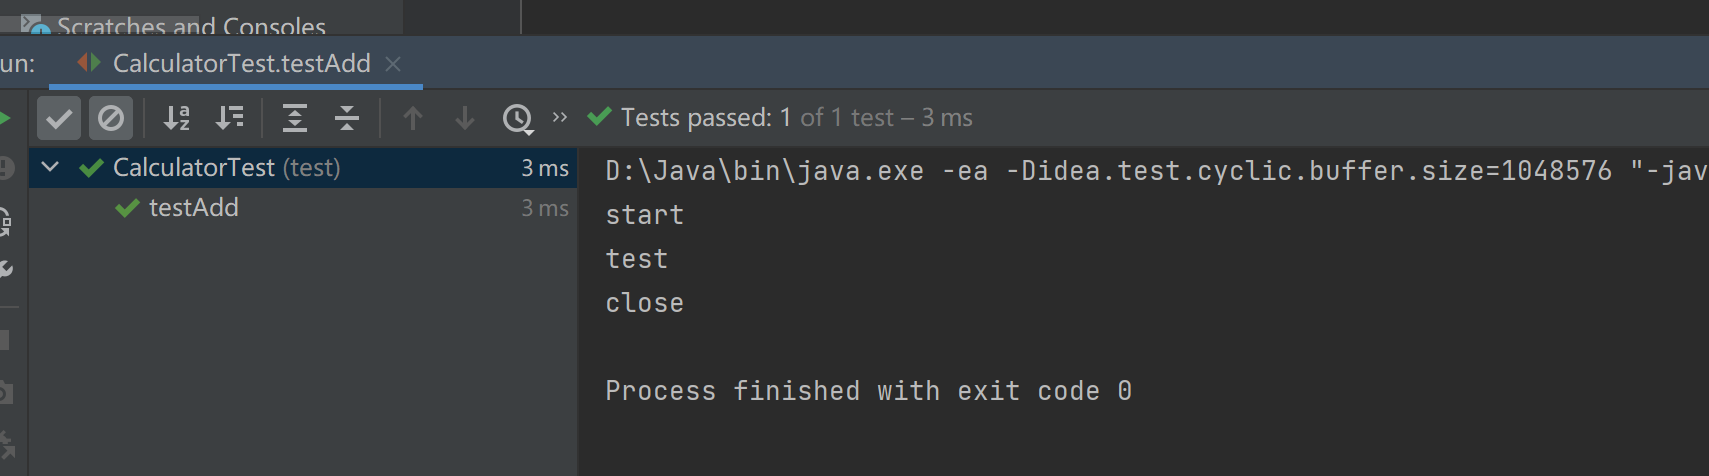 Scratches and Consoles
un:
CalculatorTest.testAdd
Tests passed: 1 of 1 test – 3 ms
CalculatorTest (test) 3 ms
testAdd 3 ms
D:\Java\bin\java.exe -ea -Didea.test.cyclic.buffer.size=1048576 "-jav
start
test
close
Process finished with exit code 0